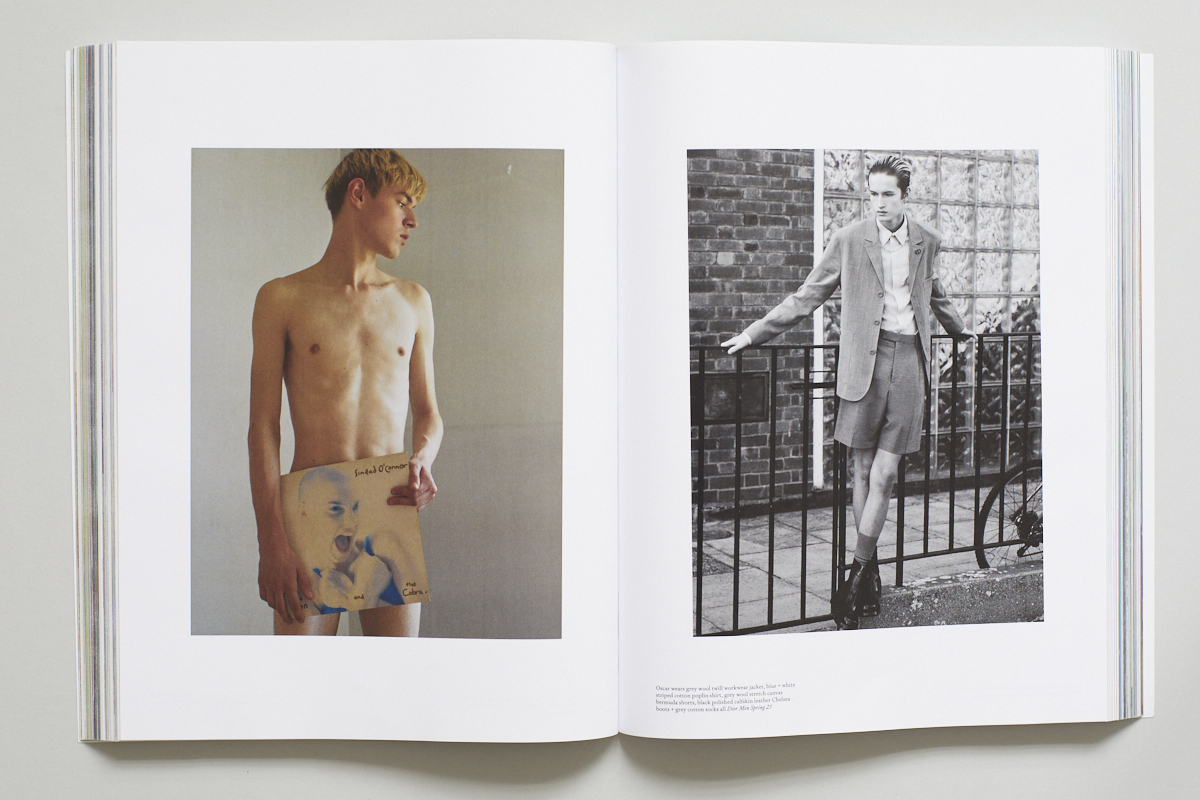 Sinéad O'Connor
and
the
Cobra
Oscar wears grey wool twill workwear jacket, blue + white
striped cotton poplin shirt, grey wool stretch canvas
bermuda shorts, black polished calfskin leather Chelsea
boots + grey cotton socks all Dior Men Spring 25